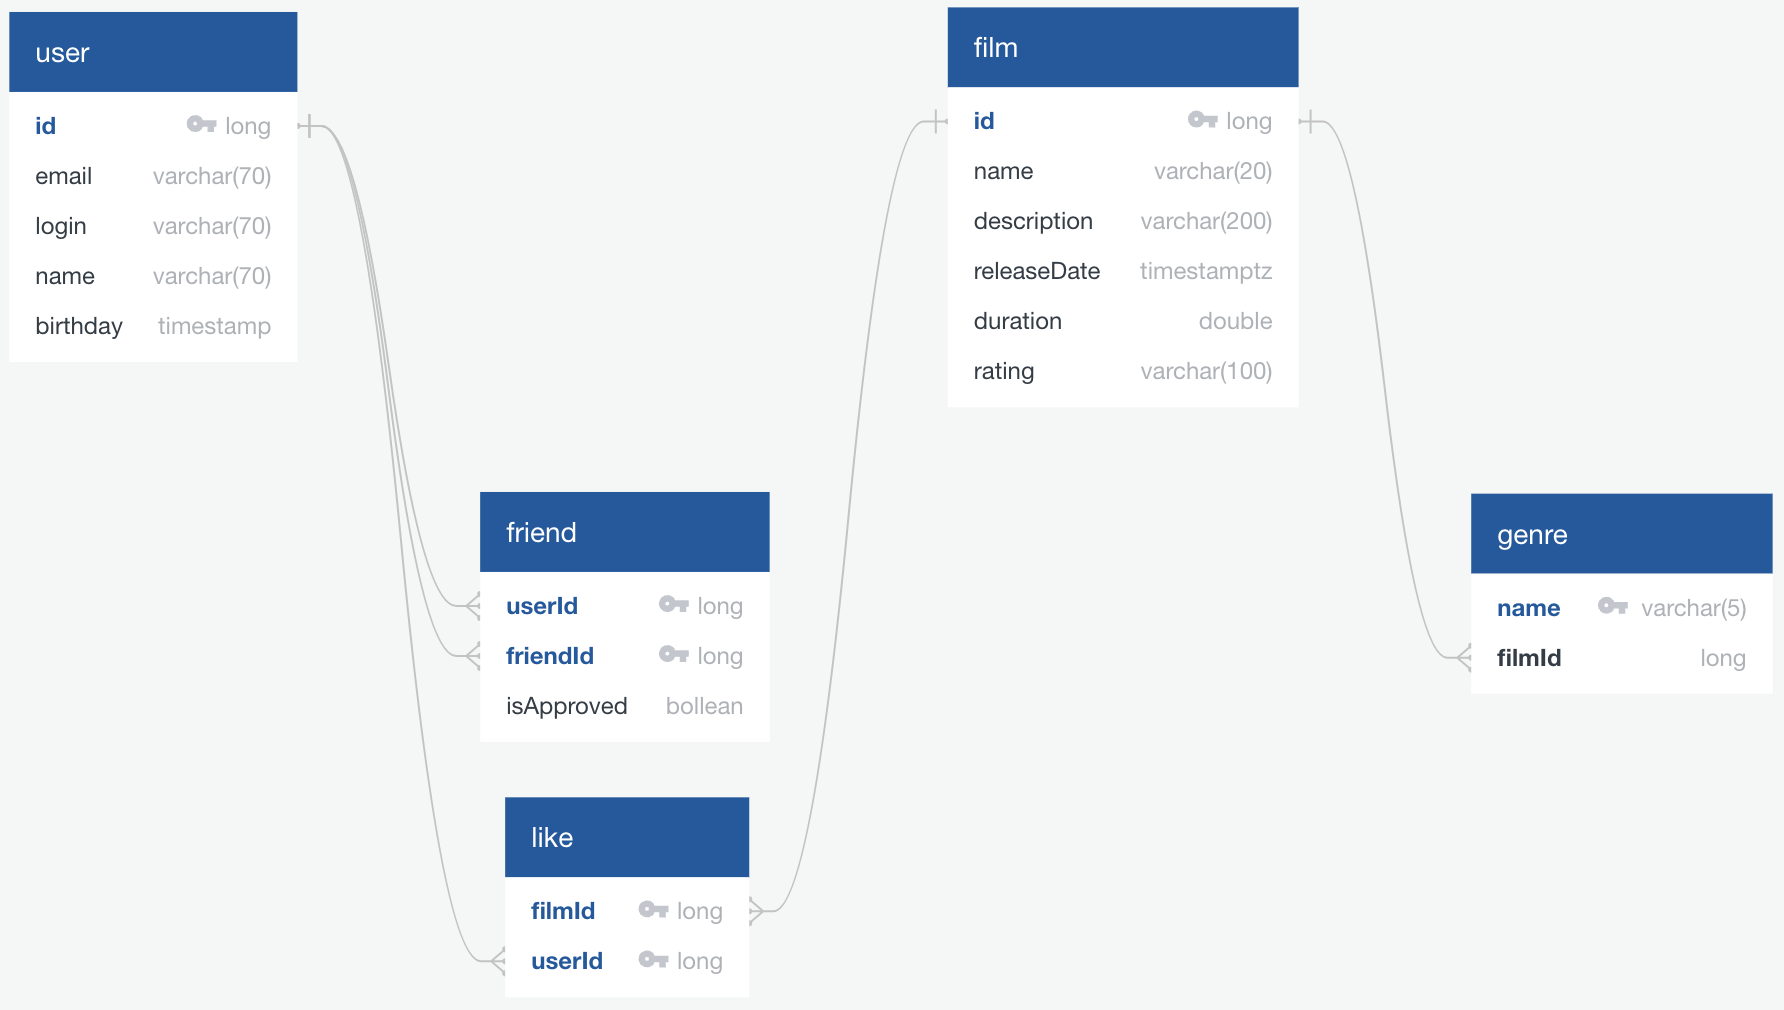 user
id long
email varchar(70)
login varchar(70)
name varchar(70)
birthday timestamp
film
id long
name varchar(20)
description varchar(200)
releaseDate timestamptz
duration double
rating varchar(100)
friend
userId long
friendId long
isApproved bollean
genre
name varchar(5)
filmId long
like
filmId long
userId long